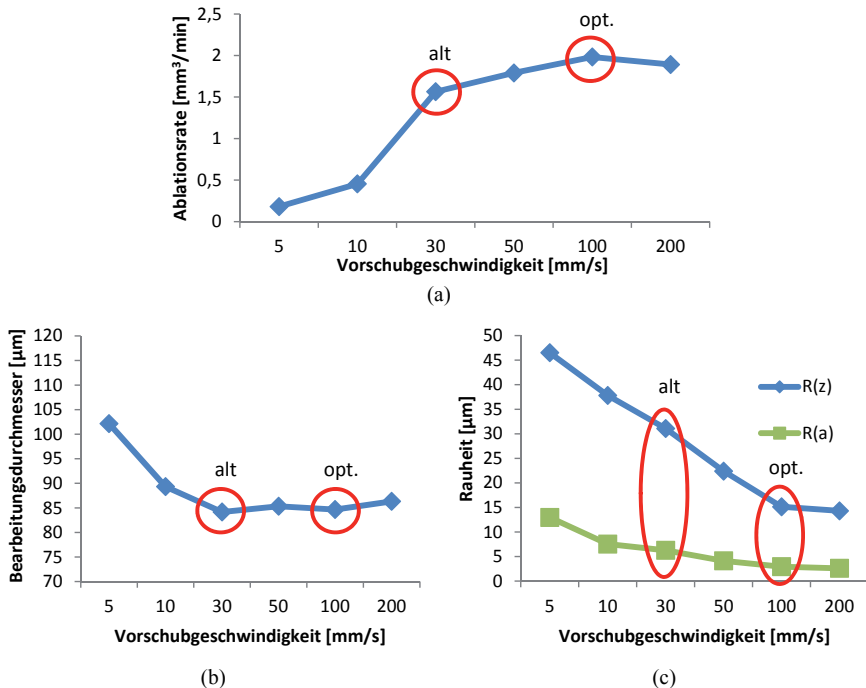 2,5
2
1,5
1
0,5
0
Ablationsrate [mm³/min]
alt
opt.
5 10 30 50 100 200
Vorschubgeschwindigkeit [mm/s]
(a)
120
115
110
105
100
95
90
85
80
75
70
Bearbeitungsdurchmesser [µm]
alt
opt.
5 10 30 50 100 200
Vorschubgeschwindigkeit [mm/s]
(b)
50
45
40
35
30
25
20
15
10
5
0
Rauheit [µm]
alt
opt.
R(z)
R(a)
5 10 30 50 100 200
Vorschubgeschwindigkeit [mm/s]
(c)